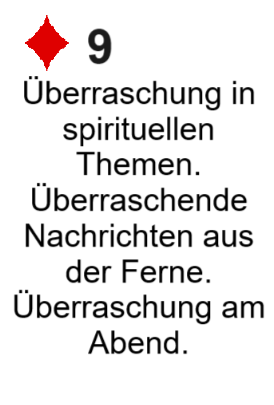 ♦ 9
Überraschung in
spirituellen
Themen.
Überraschende
Nachrichten aus
der Ferne.
Überraschung am
Abend.